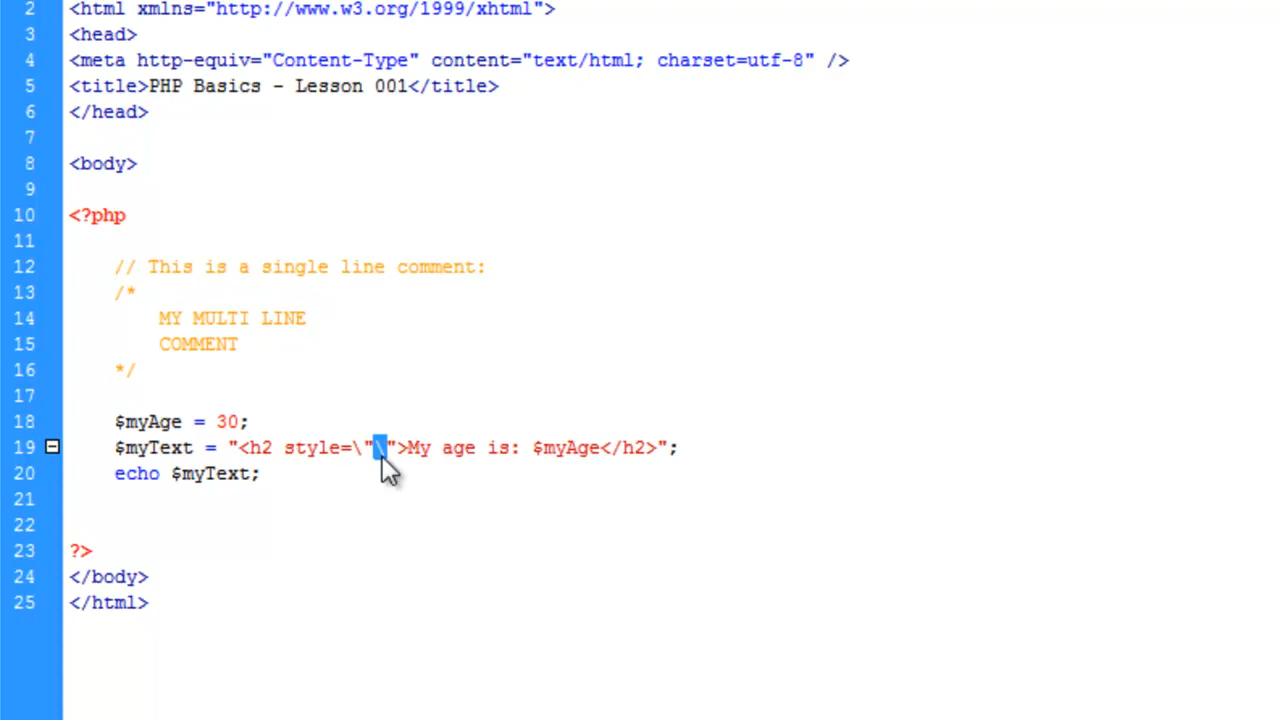 2 <html xmlns="http://www.w3.org/1999/xhtml">
3 <head>
4 <meta http-equiv="Content-Type" content="text/html; charset=utf-8" />
5 <title>PHP Basics - Lesson 001</title>
6 </head>
7
8 <body>
9
10 <?php
11
12 // This is a single line comment:
13 /*
14 MY MULTI LINE
15 COMMENT
16 */
17
18 $myAge = 30;
19 $myText = "<h2 style=\"\">My age is: $myAge</h2>";
20 echo $myText;
21
22
23 ?>
24 </body>
25 </html>